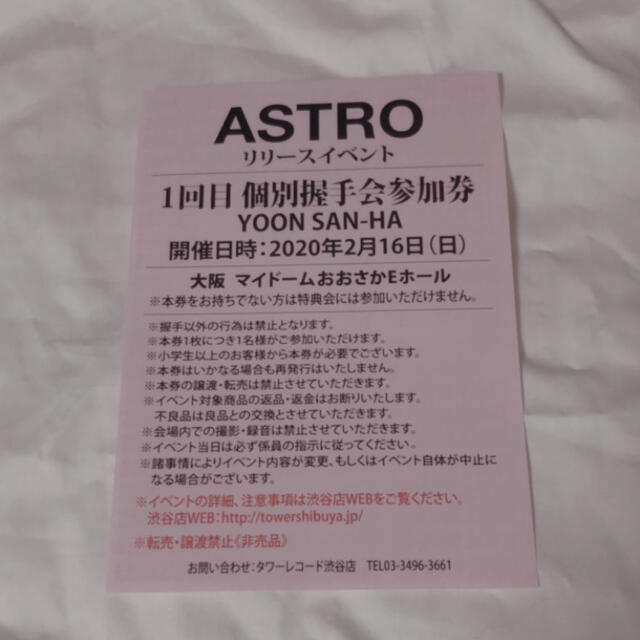 ASTRO
リリースイベント
1回目 個別握手会参加券
YOON SAN-HA
開催日時：2020年2月16日（日）
大阪 マイドームおおさかEホール
※本券をお持ちでない方は特典会には参加いただけません。
※握手以外の行為は禁止となります。
※本券1枚につき1名様がご参加いただけます。
※小学生以上のお客様から本券が必要でございます。
※本券はいかなる場合も再発行はいたしません。
※本券の譲渡・転売は禁止させていただきます。
※イベント対象商品の返品・返金はお断りいたします。
不良品は良品との交換とさせていただきます。
※会場内での撮影・録音は禁止させていただきます。
※イベント当日は必ず係員の指示に従ってください。
※諸事情によりイベント内容が変更、もしくはイベント自体が中止に
なる場合がございます。
※イベントの詳細、注意事項は渋谷店WEBをご覧ください。
渋谷店WEB：http://towershibuya.jp/
※転売・譲渡禁止《非売品》
お問い合わせ：タワーレコード渋谷店 TEL03-3496-3661